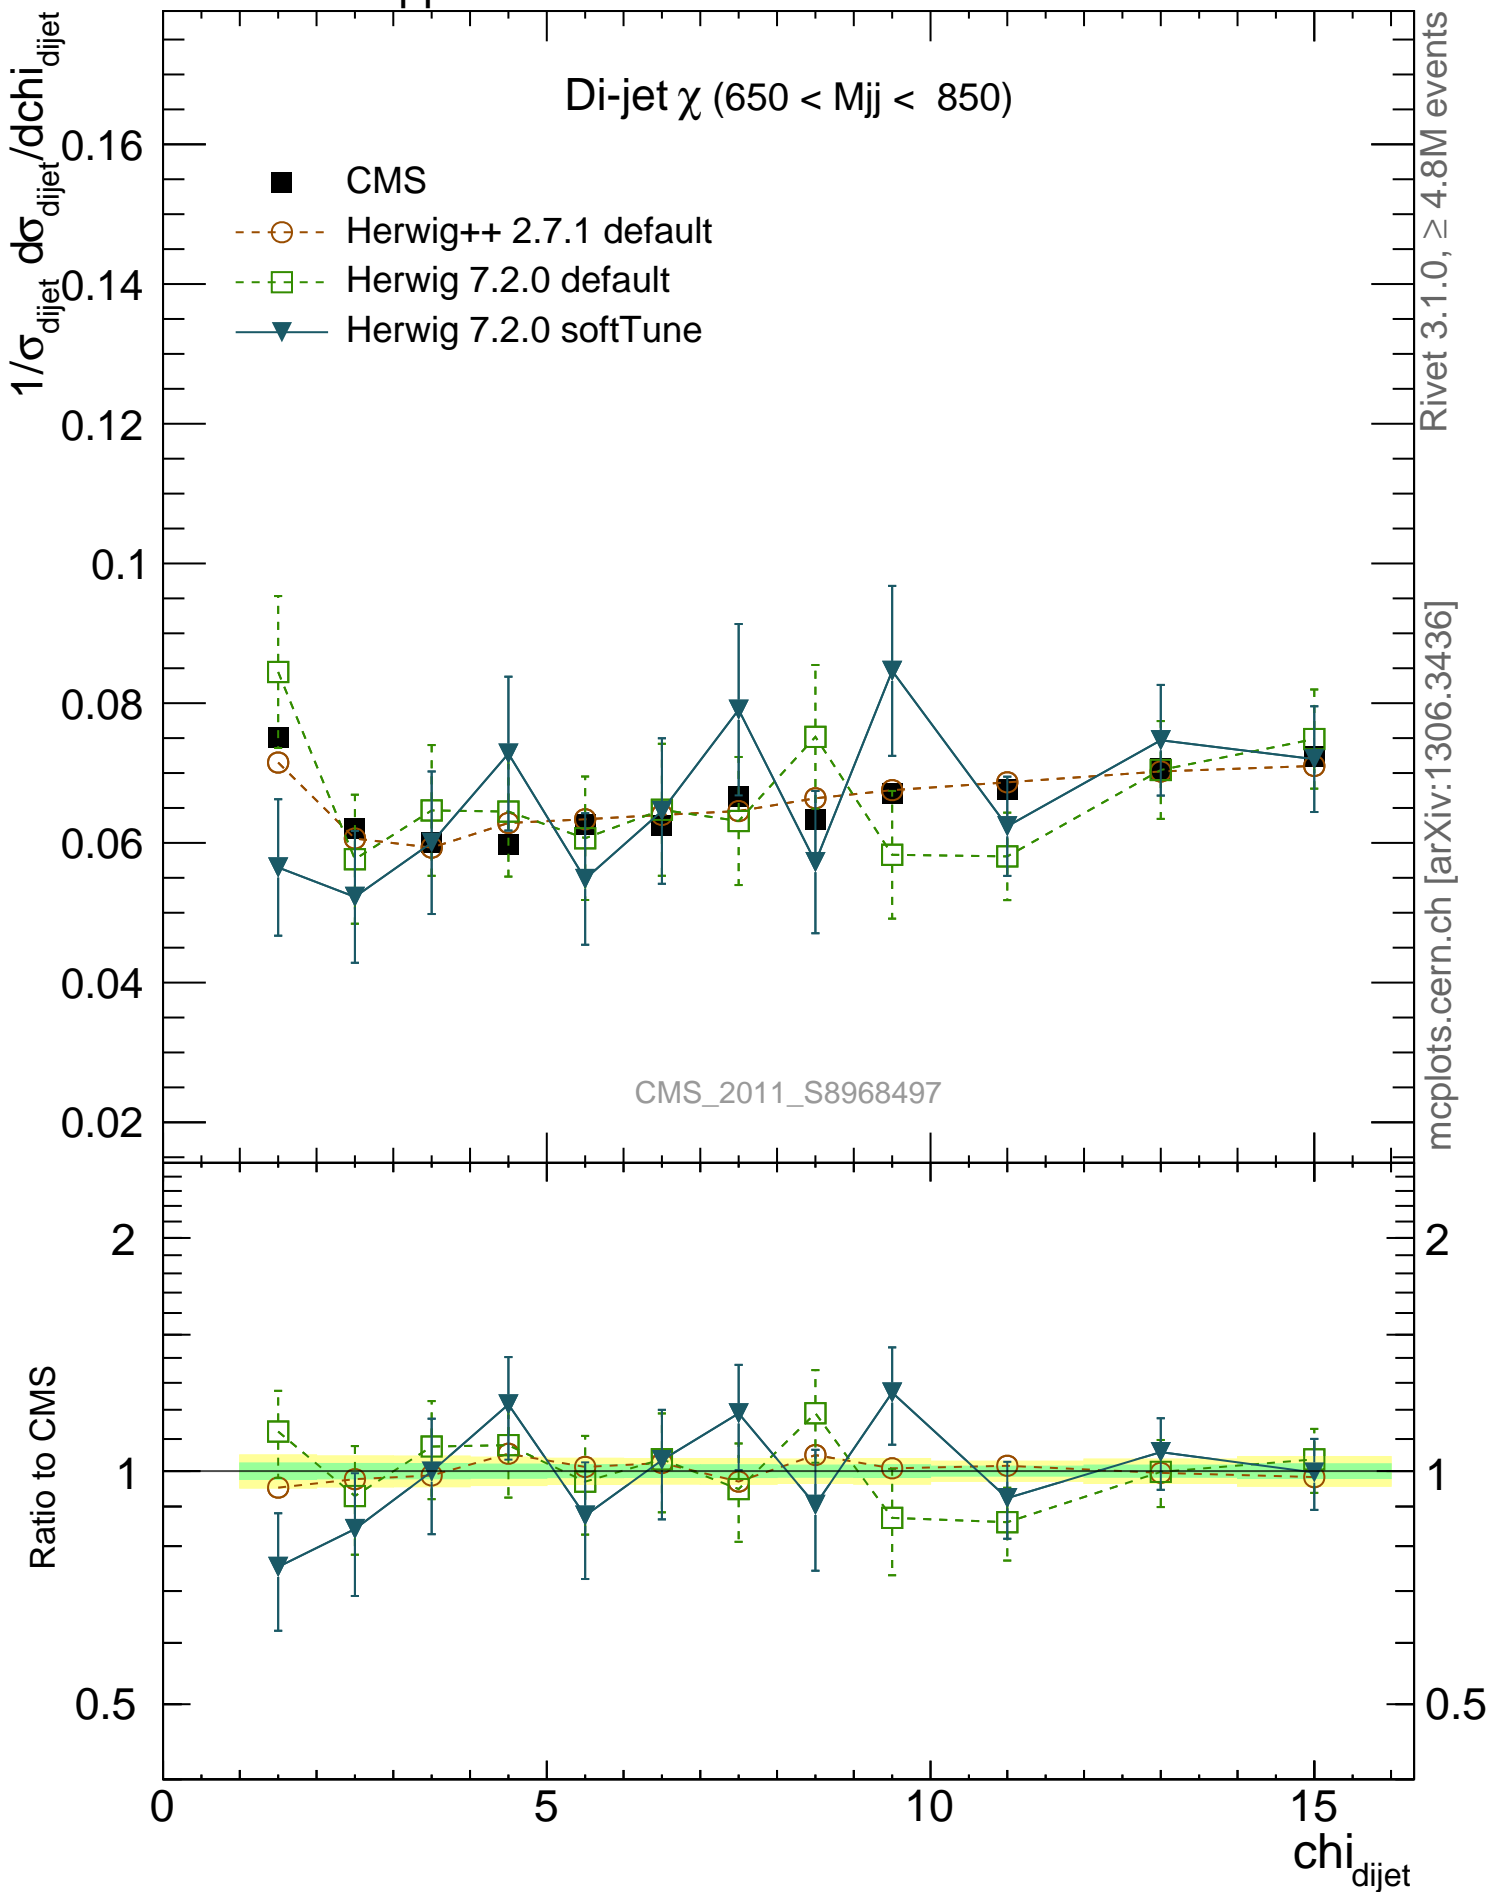 Di-jet χ (650 < Mjj < 850)
1/σdijet dσdijet/dchidijet
CMS
Herwig++ 2.7.1 default
Herwig 7.2.0 default
Herwig 7.2.0 softTune
0.16
0.14
0.12
0.1
0.08
0.06
0.04
0.02
CMS_2011_S8968497
Rivet 3.1.0, ≥ 4.8M events
mcplots.cern.ch [arXiv:1306.3436]
Ratio to CMS
2
1
0.5
2
1
0.5
0
5
10
15
chidijet